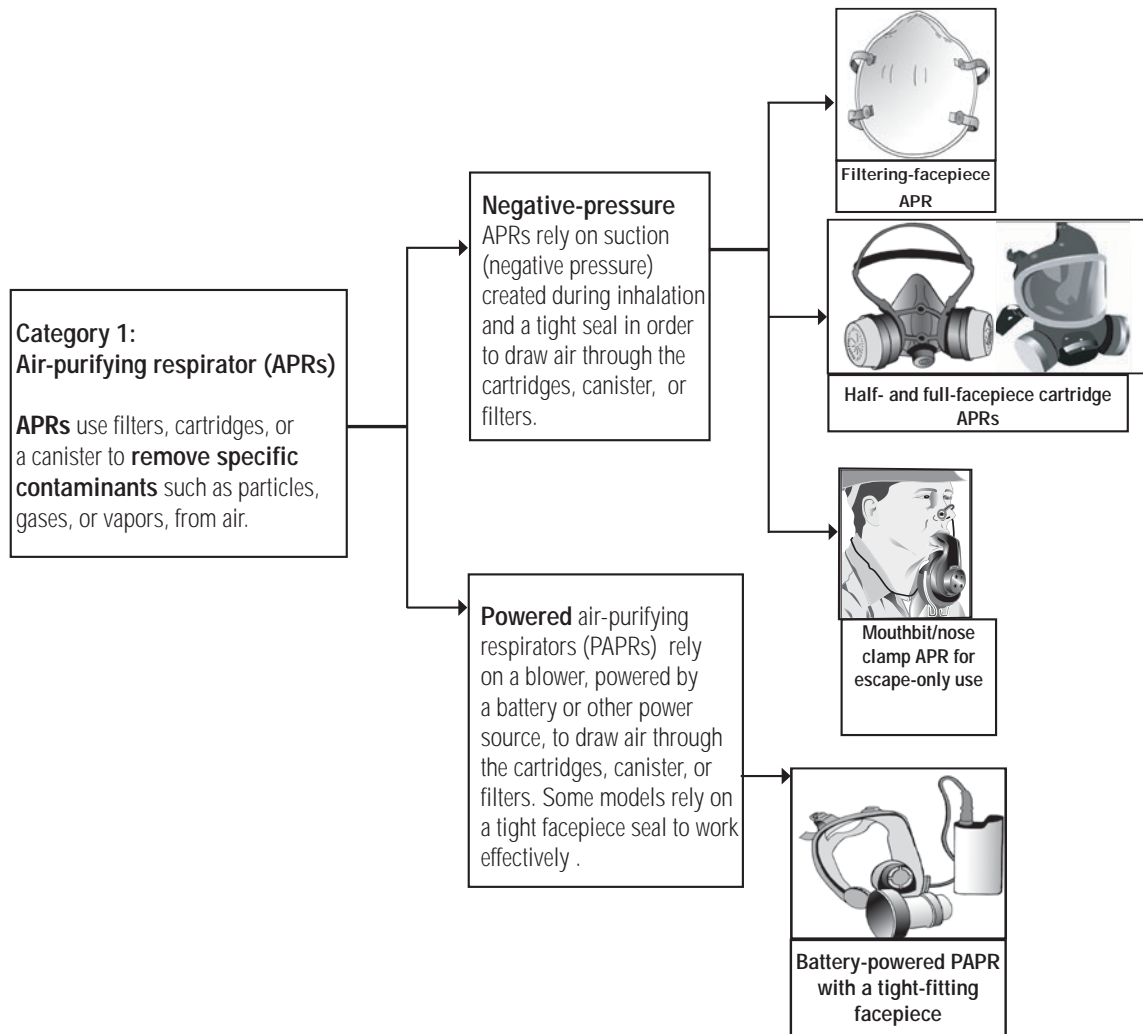 Category 1:
Air-purifying respirator (APRs)
APRs use filters, cartridges, or
a canister to remove specific
contaminants such as particles,
gases, or vapors, from air.
Negative-pressure
APRs rely on suction
(negative pressure)
created during inhalation
and a tight seal in order
to draw air through the
cartridges, canister, or
filters.
Filtering-facepiece
APR
Half- and full-facepiece cartridge
APRs
Mouthbit/nose
clamp APR for
escape-only use
Powered air-purifying
respirators (PAPRs) rely
on a blower, powered by
a battery or other power
source, to draw air through
the cartridges, canister, or
filters. Some models rely on
a tight facepiece seal to work
effectively .
Battery-powered PAPR
with a tight-fitting
facepiece